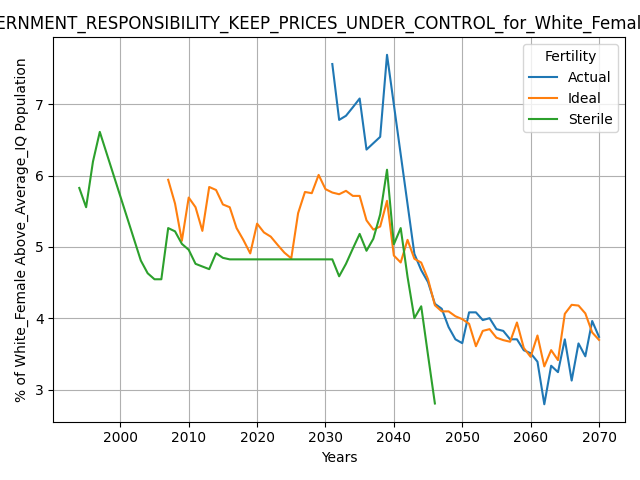 ERNMENT_RESPONSIBILITY_KEEP_PRICES_UNDER_CONTROL_for_White_Femal
% of White_Female Above_Average_IQ Population
7
6
5
4
3
Fertility
Actual
Ideal
Sterile
2000 2010 2020 2030 2040 2050 2060 2070
Years